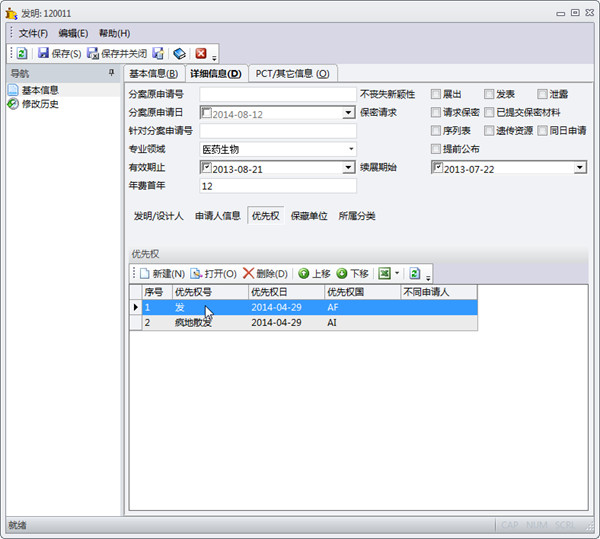 发明: 120011
文件(F) 编辑(E) 帮助(H)
保存(S) 保存并关闭
导航
基本信息
修改历史
基本信息(B) 详细信息(D) PCT/其它信息 (O)
分案原申请号 不丧失新颖性 展出 发表 泄露
分案原申请日 2014-08-12 保密请求 请求保密 已提交保密材料
针对分案申请号 序列表 遗传资源 同日申请
专业领域 医药生物 提前公布
有效期止 2013-08-21 续展期始 2013-07-22
年费首年 12
发明/设计人 申请人信息 优先权 保藏单位 所属分类
优先权
新建(N) 打开(O) 删除(D) 上移 下移
序号 优先权号 优先权日 优先权国 不同申请人
1 发 2014-04-29 AF
2 疯地散发 2014-04-29 AI
就绪 CAP NUM SCRL